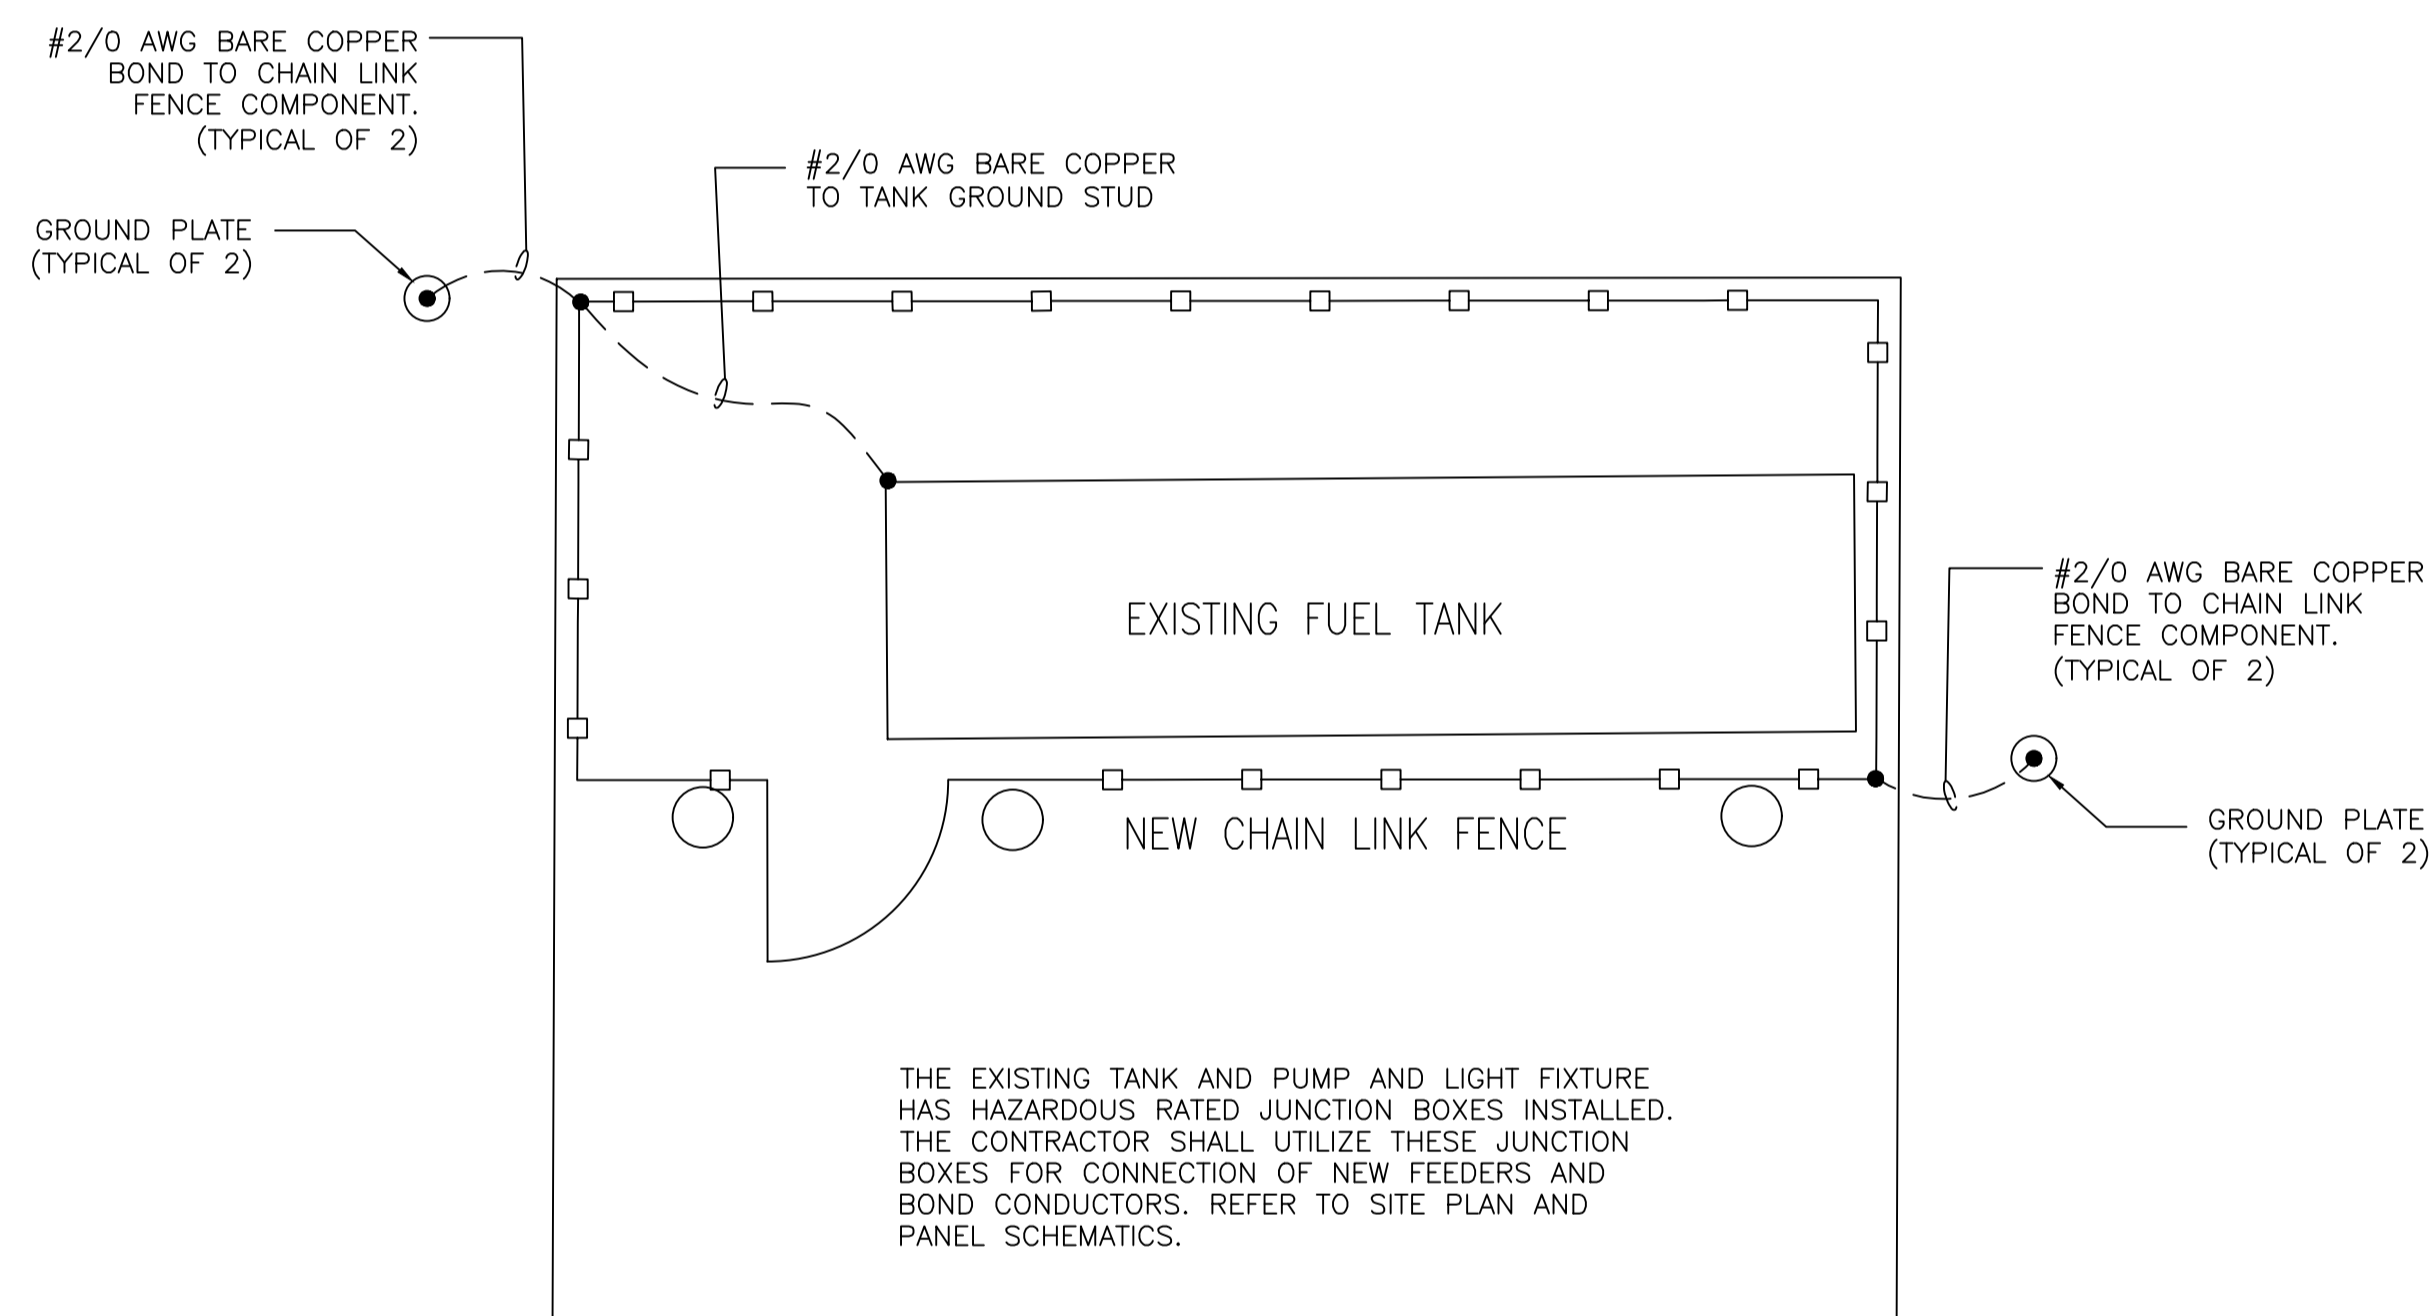 #2/0 AWG BARE COPPER
BOND TO CHAIN LINK
FENCE COMPONENT.
(TYPICAL OF 2)
#2/0 AWG BARE COPPER
TO TANK GROUND STUD
GROUND PLATE
(TYPICAL OF 2)
EXISTING FUEL TANK
#2/0 AWG BARE COPPER
BOND TO CHAIN LINK
FENCE COMPONENT.
(TYPICAL OF 2)
NEW CHAIN LINK FENCE
GROUND PLATE
(TYPICAL OF 2)
THE EXISTING TANK AND PUMP AND LIGHT FIXTURE
HAS HAZARDOUS RATED JUNCTION BOXES INSTALLED.
THE CONTRACTOR SHALL UTILIZE THESE JUNCTION
BOXES FOR CONNECTION OF NEW FEEDERS AND
BOND CONDUCTORS. REFER TO SITE PLAN AND
PANEL SCHEMATICS.